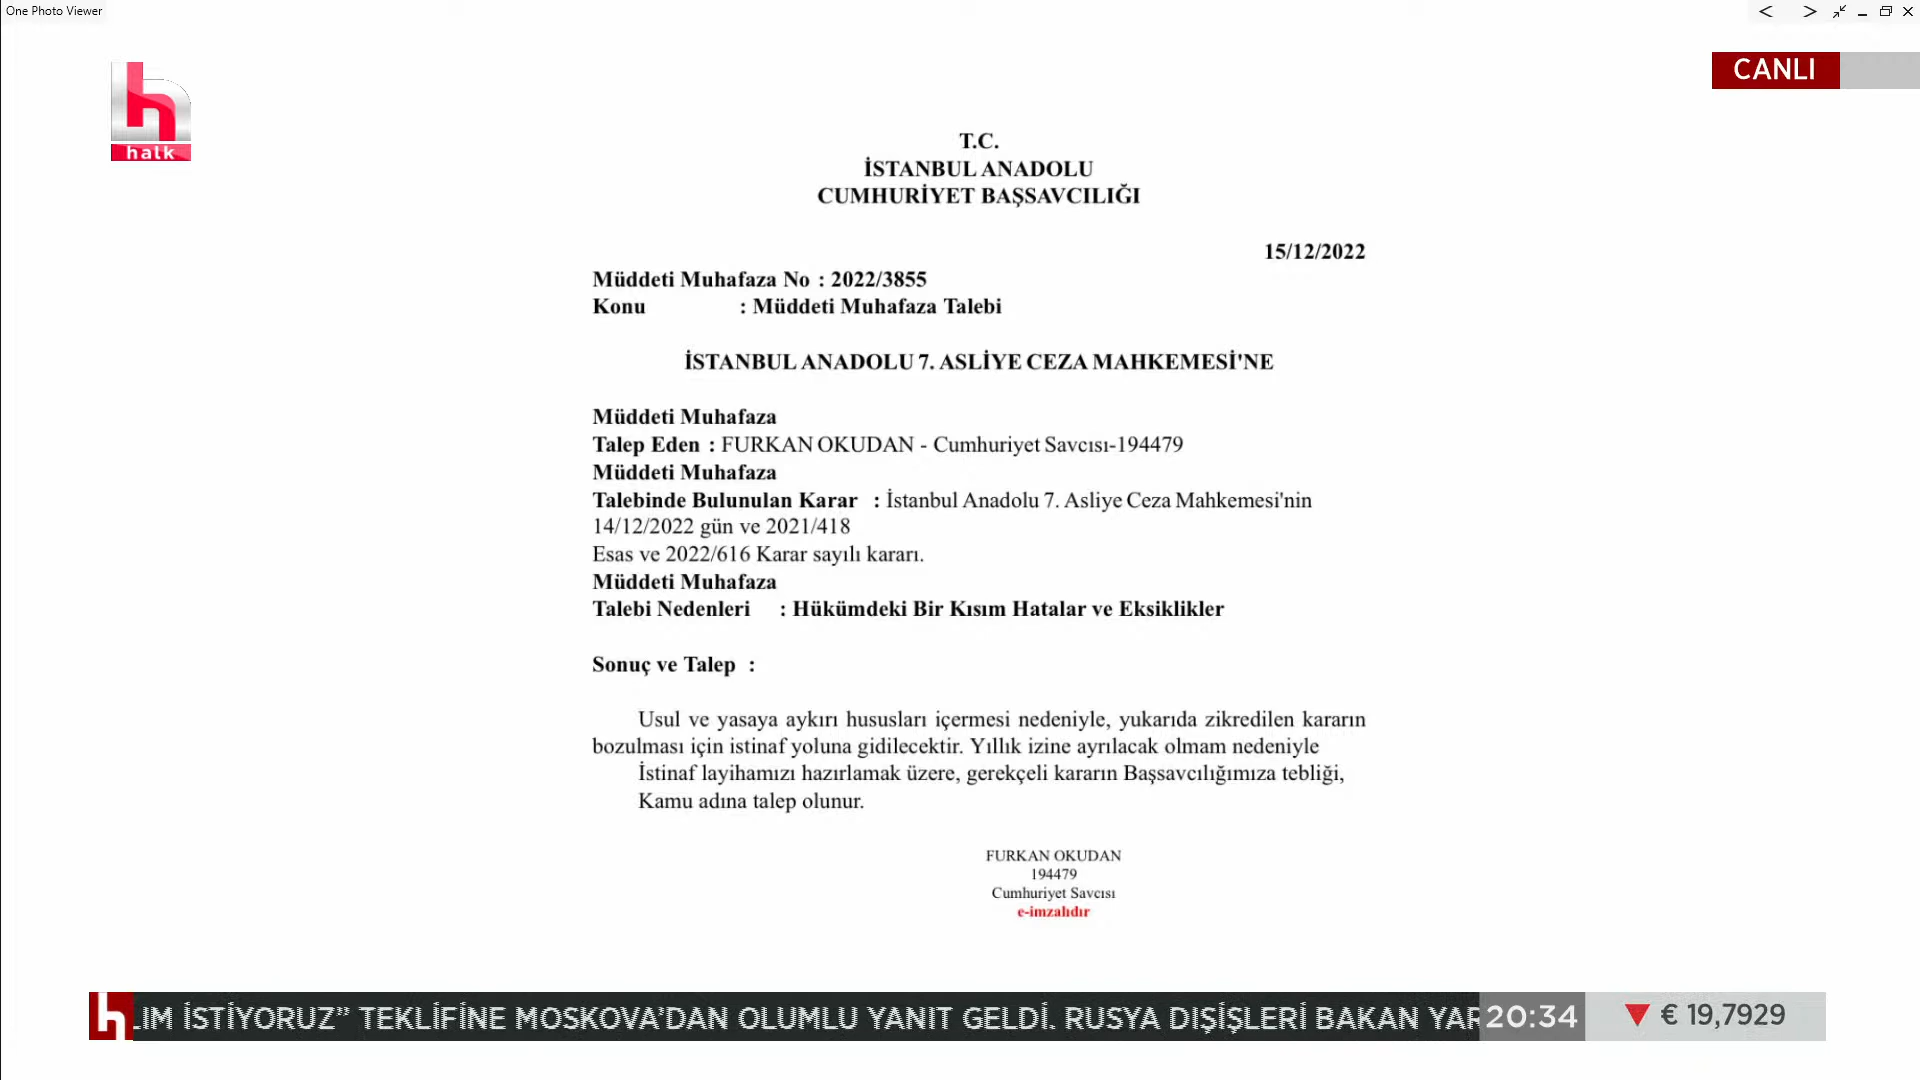 One Photo Viewer
halk
CANLI
T.C.
İSTANBUL ANADOLU
CUMHURİYET BAŞSAVCILIĞI
15/12/2022
Müddeti Muhafaza No : 2022/3855
Konu : Müddeti Muhafaza Talebi
İSTANBUL ANADOLU 7. ASLİYE CEZA MAHKEMESİ'NE
Müddeti Muhafaza
Talep Eden : FURKAN OKUDAN - Cumhuriyet Savcısı-194479
Müddeti Muhafaza
Talebinde Bulunulan Karar : İstanbul Anadolu 7. Asliye Ceza Mahkemesi'nin
14/12/2022 gün ve 2021/418
Esas ve 2022/616 Karar sayılı kararı.
Müddeti Muhafaza
Talebi Nedenleri : Hükümdeki Bir Kısım Hatalar ve Eksiklikler
Sonuç ve Talep :
Usul ve yasaya aykırı hususları içermesi nedeniyle, yukarıda zikredilen kararın
bozulması için istinaf yoluna gidilecektir. Yıllık izine ayrılacak olmam nedeniyle
İstinaf layihamızı hazırlamak üzere, gerekçeli kararın Başsavcılığımıza tebliği,
Kamu adına talep olunur.
FURKAN OKUDAN
194479
Cumhuriyet Savcısı
e-imzalıdır
LIM İSTİYORUZ” TEKLİFİNE MOSKOVA’DAN OLUMLU YANIT GELDİ. RUSYA DIŞİŞLERİ BAKAN YAR 20:34 € 19,7929